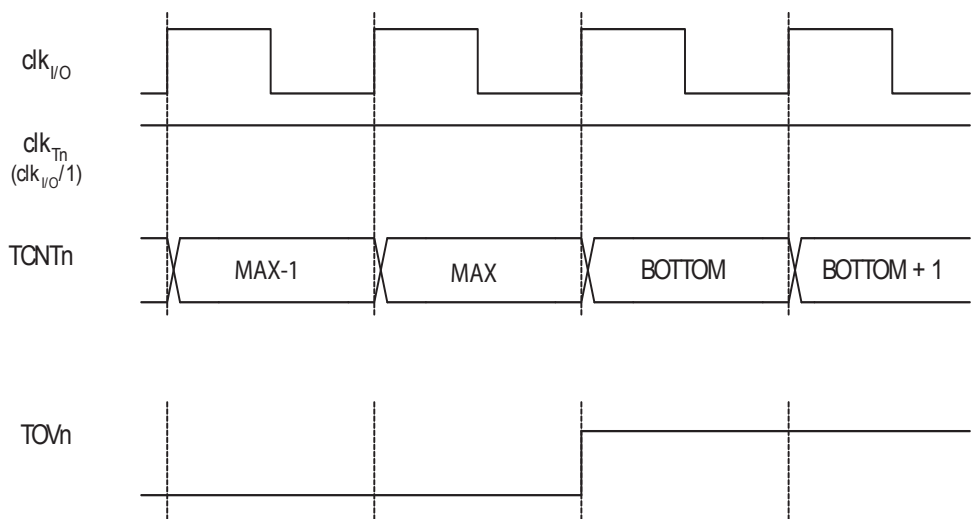 clk_I/O
clk_Tn
(clk_I/O/1)
TCNTn
MAX-1
MAX
BOTTOM
BOTTOM + 1
TOVn